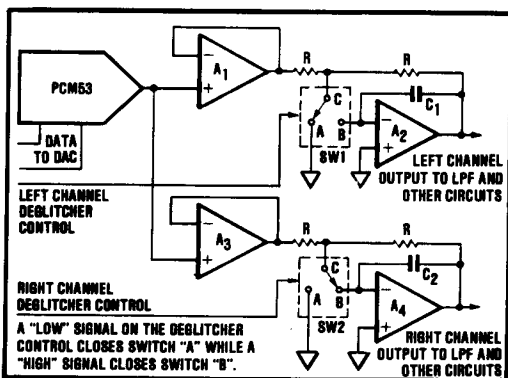 PCM53
DATA
TO DAC
A1
−
+
R
R
C
A
B
SW1
C1
−
+
A2
LEFT CHANNEL
DEGLITCHER
CONTROL
LEFT CHANNEL
OUTPUT TO LPF AND
OTHER CIRCUITS
−
+
A3
R
R
C
A
B
SW2
C2
−
+
A4
RIGHT CHANNEL
DEGLITCHER CONTROL
A "LOW" SIGNAL ON THE DEGLITCHER
CONTROL CLOSES SWITCH "A" WHILE A
"HIGH" SIGNAL CLOSES SWITCH "B".
RIGHT CHANNEL
OUTPUT TO LPF AND
OTHER CIRCUITS